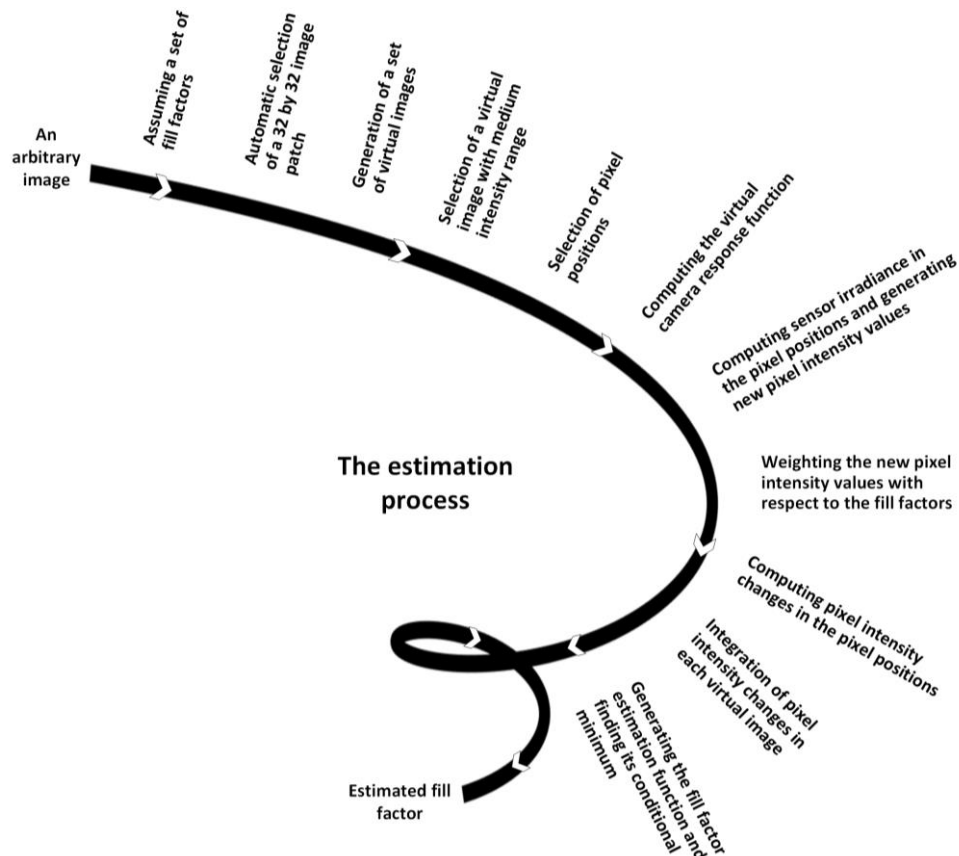 An
arbitrary
image
Assuming a set of
fill factors
Automatic selection
of a 32 by 32 image
patch
Generation of a set
of virtual images
Selection of a virtual
image with medium
intensity range
Selection of pixel
positions
Computing the virtual
camera response function
Computing sensor irradiance in
the pixel positions and generating
new pixel intensity values
Weighting the new pixel
intensity values with
respect to the fill factors
Computing pixel intensity
changes in the pixel positions
Integration of pixel
intensity changes in
each virtual image
Generating the fill factor
estimation function and
finding its conditional
minimum
The estimation
process
Estimated fill
factor